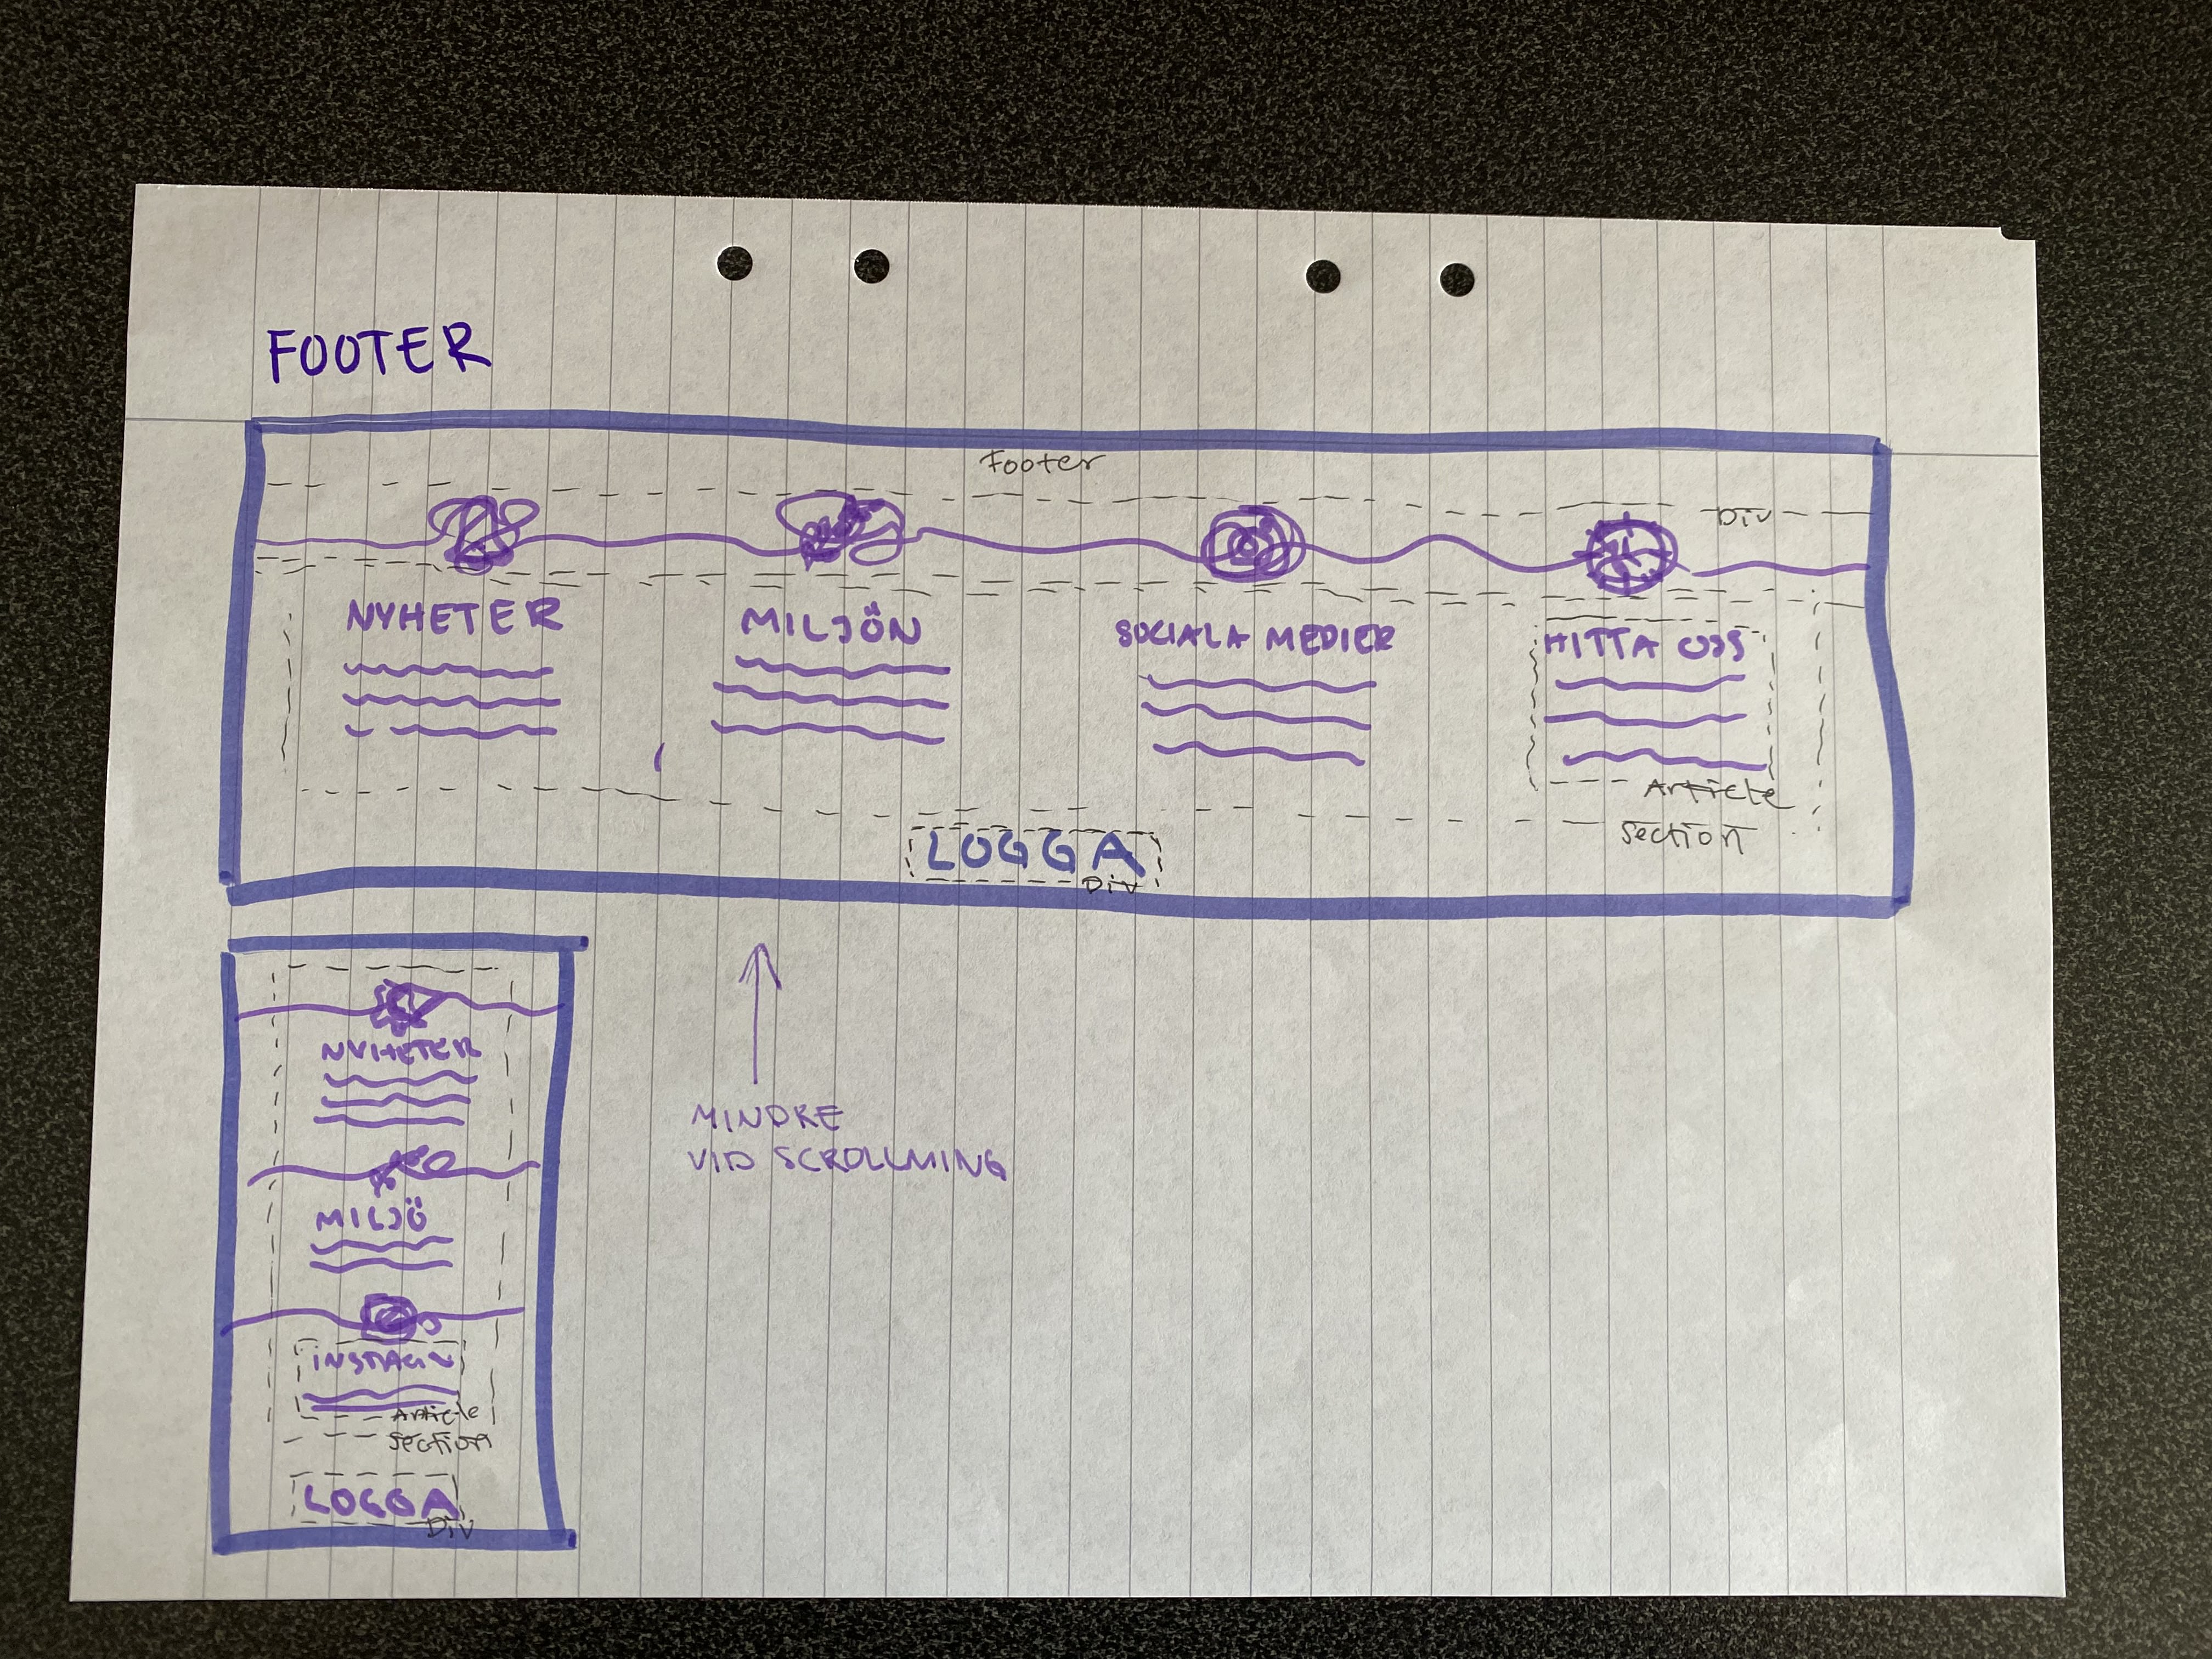 FOOTER
footer
Div
NYHETER
MILJÖN
SOCIALA MEDIER
HITTA OSS
Article
Section
LOGGA
Div
NYHETER
MILJÖ
INSTAGR
Article
Section
LOGGA
Div
MINDRE
VID SCROLLNING